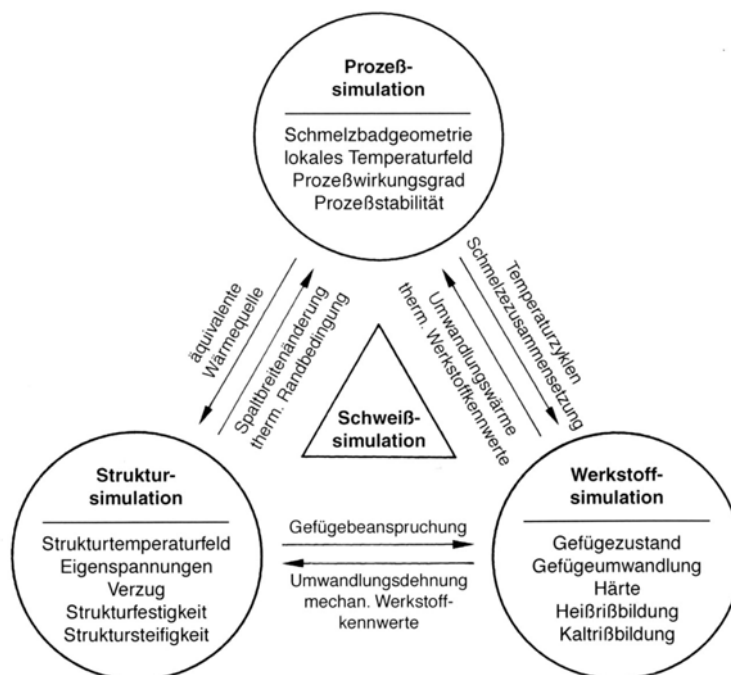 Prozeß-
simulation
Schmelzbadgeometrie
lokales Temperaturfeld
Prozeßwirkungsgrad
Prozeßstabilität
äquivalente
Wärmequelle
Spaltbreitenänderung
therm. Randbedingung
Temperaturzyklen
Schmelzezusammensetzung
Umwandlungswärme
therm. Werkstoffkennwerte
Schweiß-
simulation
Struktur-
simulation
Strukturtemperaturfeld
Eigenspannungen
Verzug
Strukturfestigkeit
Struktursteifigkeit
Gefügebeanspruchung
Umwandlungsdehnung
mechan. Werkstoff-
kennwerte
Werkstoff-
simulation
Gefügezustand
Gefügeumwandlung
Härte
Heißrißbildung
Kaltrißbildung